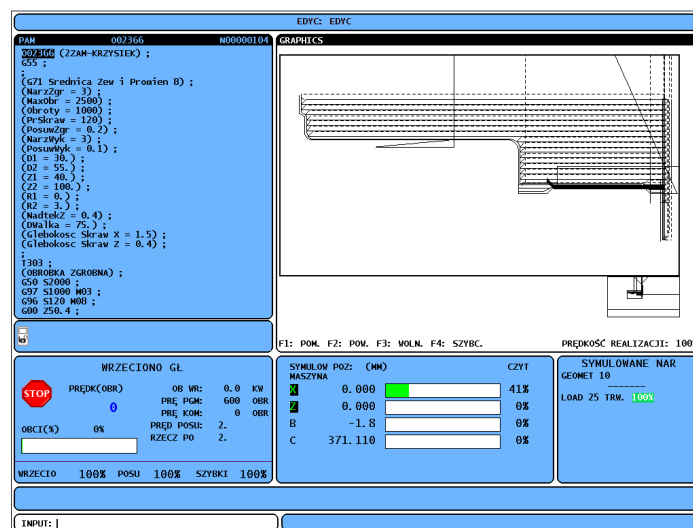 EDYC: EDYC
PAM O02366 N00000104
O02366 (2ZAM-KRZYSIEK) ;
G55 ;
;
(G71 Srednica Zew i Promien 8) ;
(NarzZgr = 3) ;
(MaxObr = 2500) ;
(Obroty = 1000) ;
(PrSkraw = 120) ;
(PosuwZgr = 0.2) ;
(NarzWyk = 3) ;
(PosuwWyk = 0.1) ;
(D1 = 30.) ;
(D2 = 55.) ;
(Z1 = 40.) ;
(Z2 = 100.) ;
(R1 = 0.) ;
(R2 = 3.) ;
(NadtekZ = 0.4) ;
(DWalka = 75.) ;
(Glebokosc Skraw X = 1.5) ;
(Glebokosc Skraw Z = 0.4) ;
;
T303 ;
(OBROBKA ZGROBNA) ;
G50 S2000 ;
G97 S1000 M03 ;
G96 S120 M08 ;
G00 Z50.4 ;
GRAPHICS
F1: POM. F2: POW. F3: WOLN. F4: SZYBC. PRĘDKOŚĆ REALIZACJI: 100%
WRZECIONO GŁ
STOP
PRĘDK(OBR)
0
OBCI(%) 0%
OB WR: 0.0 KW
PRĘ PGM: 600 OBR
PRĘ KOM: 0 OBR
PRĘD POSU: 2.
RZECZ PO 2.
WRZECIO 100% POSU 100% SZYBKI 100%
SYMULOW POZ: (MM) CZYT
MASZYNA
X 0.000 41%
Z 0.000 0%
B -1.8 0%
C 371.110 0%
SYMULOWANE NAR
GEOMET 10
-------
LOAD 25 TRW. 100%
INPUT: